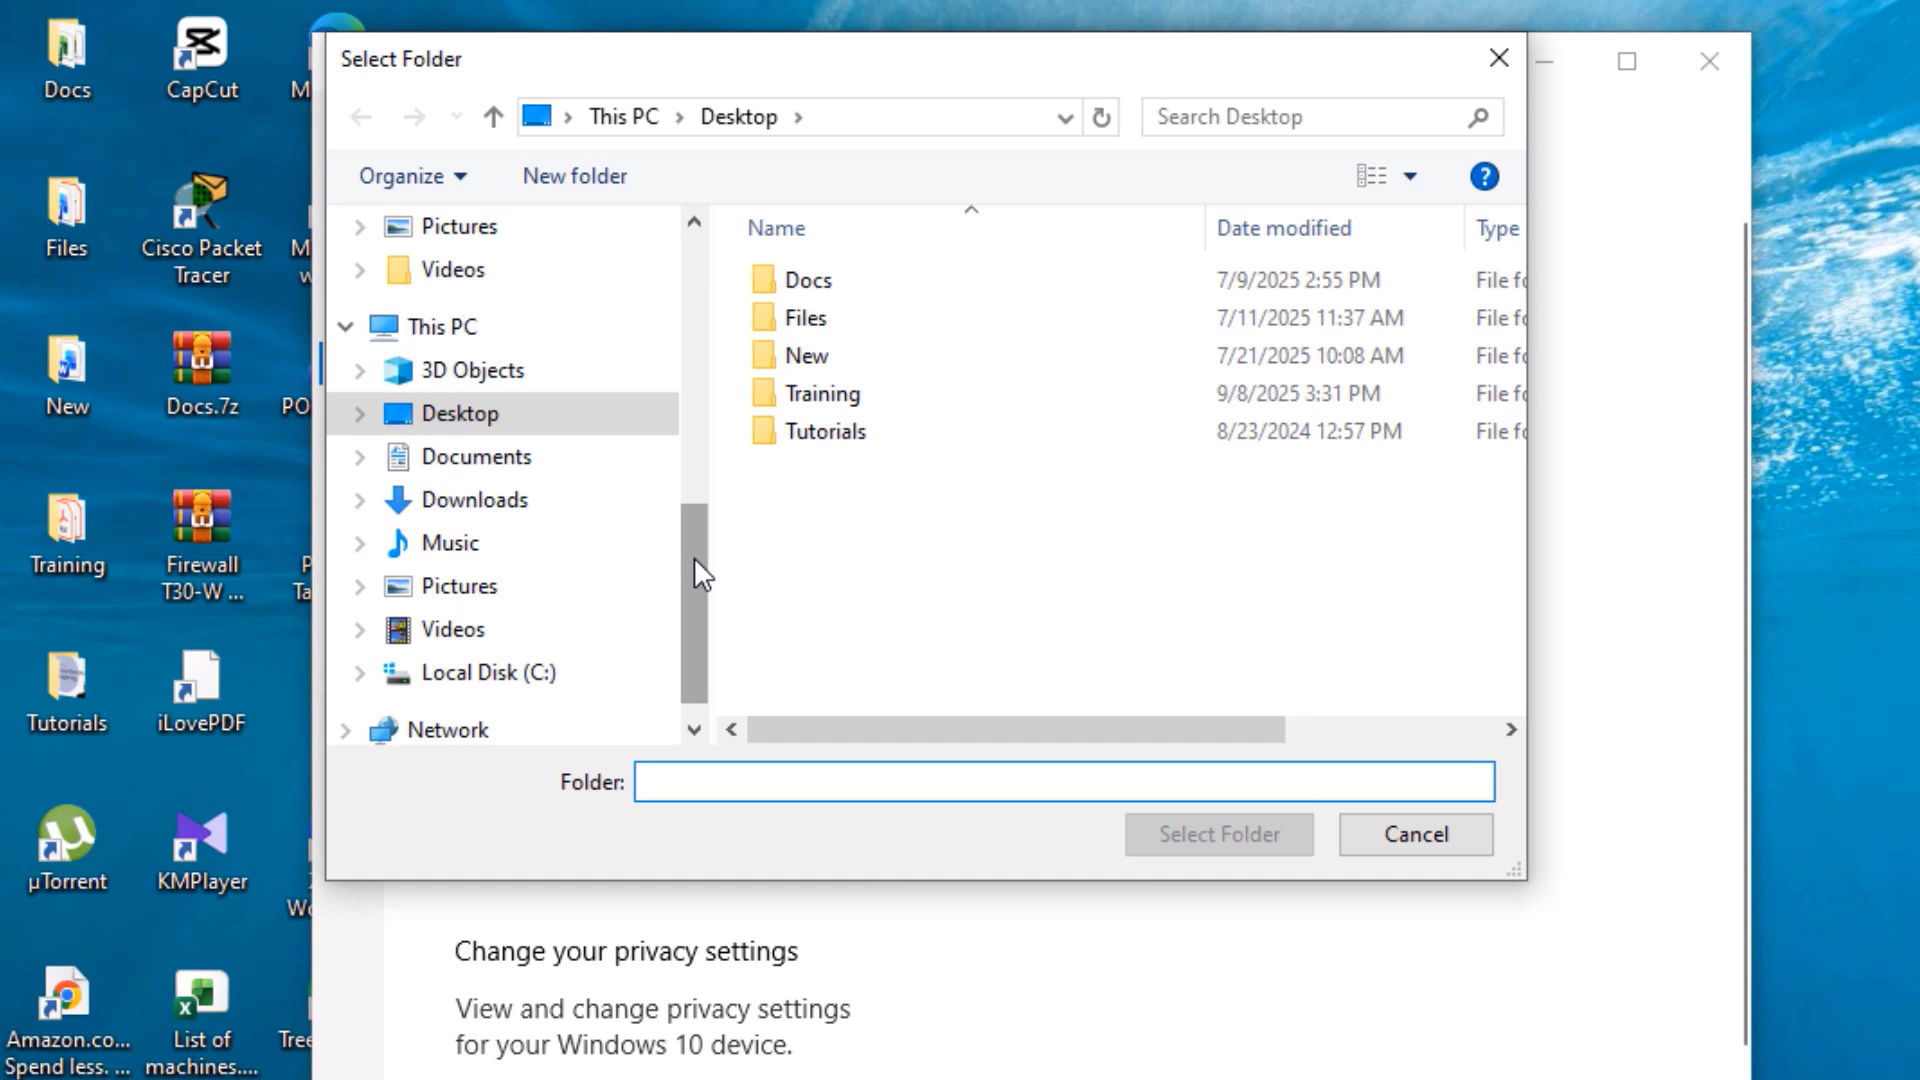 Docs
CapCut
M
Files
Cisco Packet
Tracer
M
w
New
Docs.7z
PO
Training
Firewall
T30-W ...
P
Ta
Tutorials
iLovePDF
µTorrent
KMPlayer
Wo
Amazon.co...
Spend less. ...
List of
machines....
Tree
Select Folder
This PC
Desktop
Search Desktop
Organize
New folder
?
Pictures
Videos
This PC
3D Objects
Desktop
Documents
Downloads
Music
Pictures
Videos
Local Disk (C:)
Network
Name Date modified Type
Docs 7/9/2025 2:55 PM File fo
Files 7/11/2025 11:37 AM File fo
New 7/21/2025 10:08 AM File fo
Training 9/8/2025 3:31 PM File fo
Tutorials 8/23/2024 12:57 PM File fo
Folder:
Select Folder
Cancel
Change your privacy settings
View and change privacy settings
for your Windows 10 device.